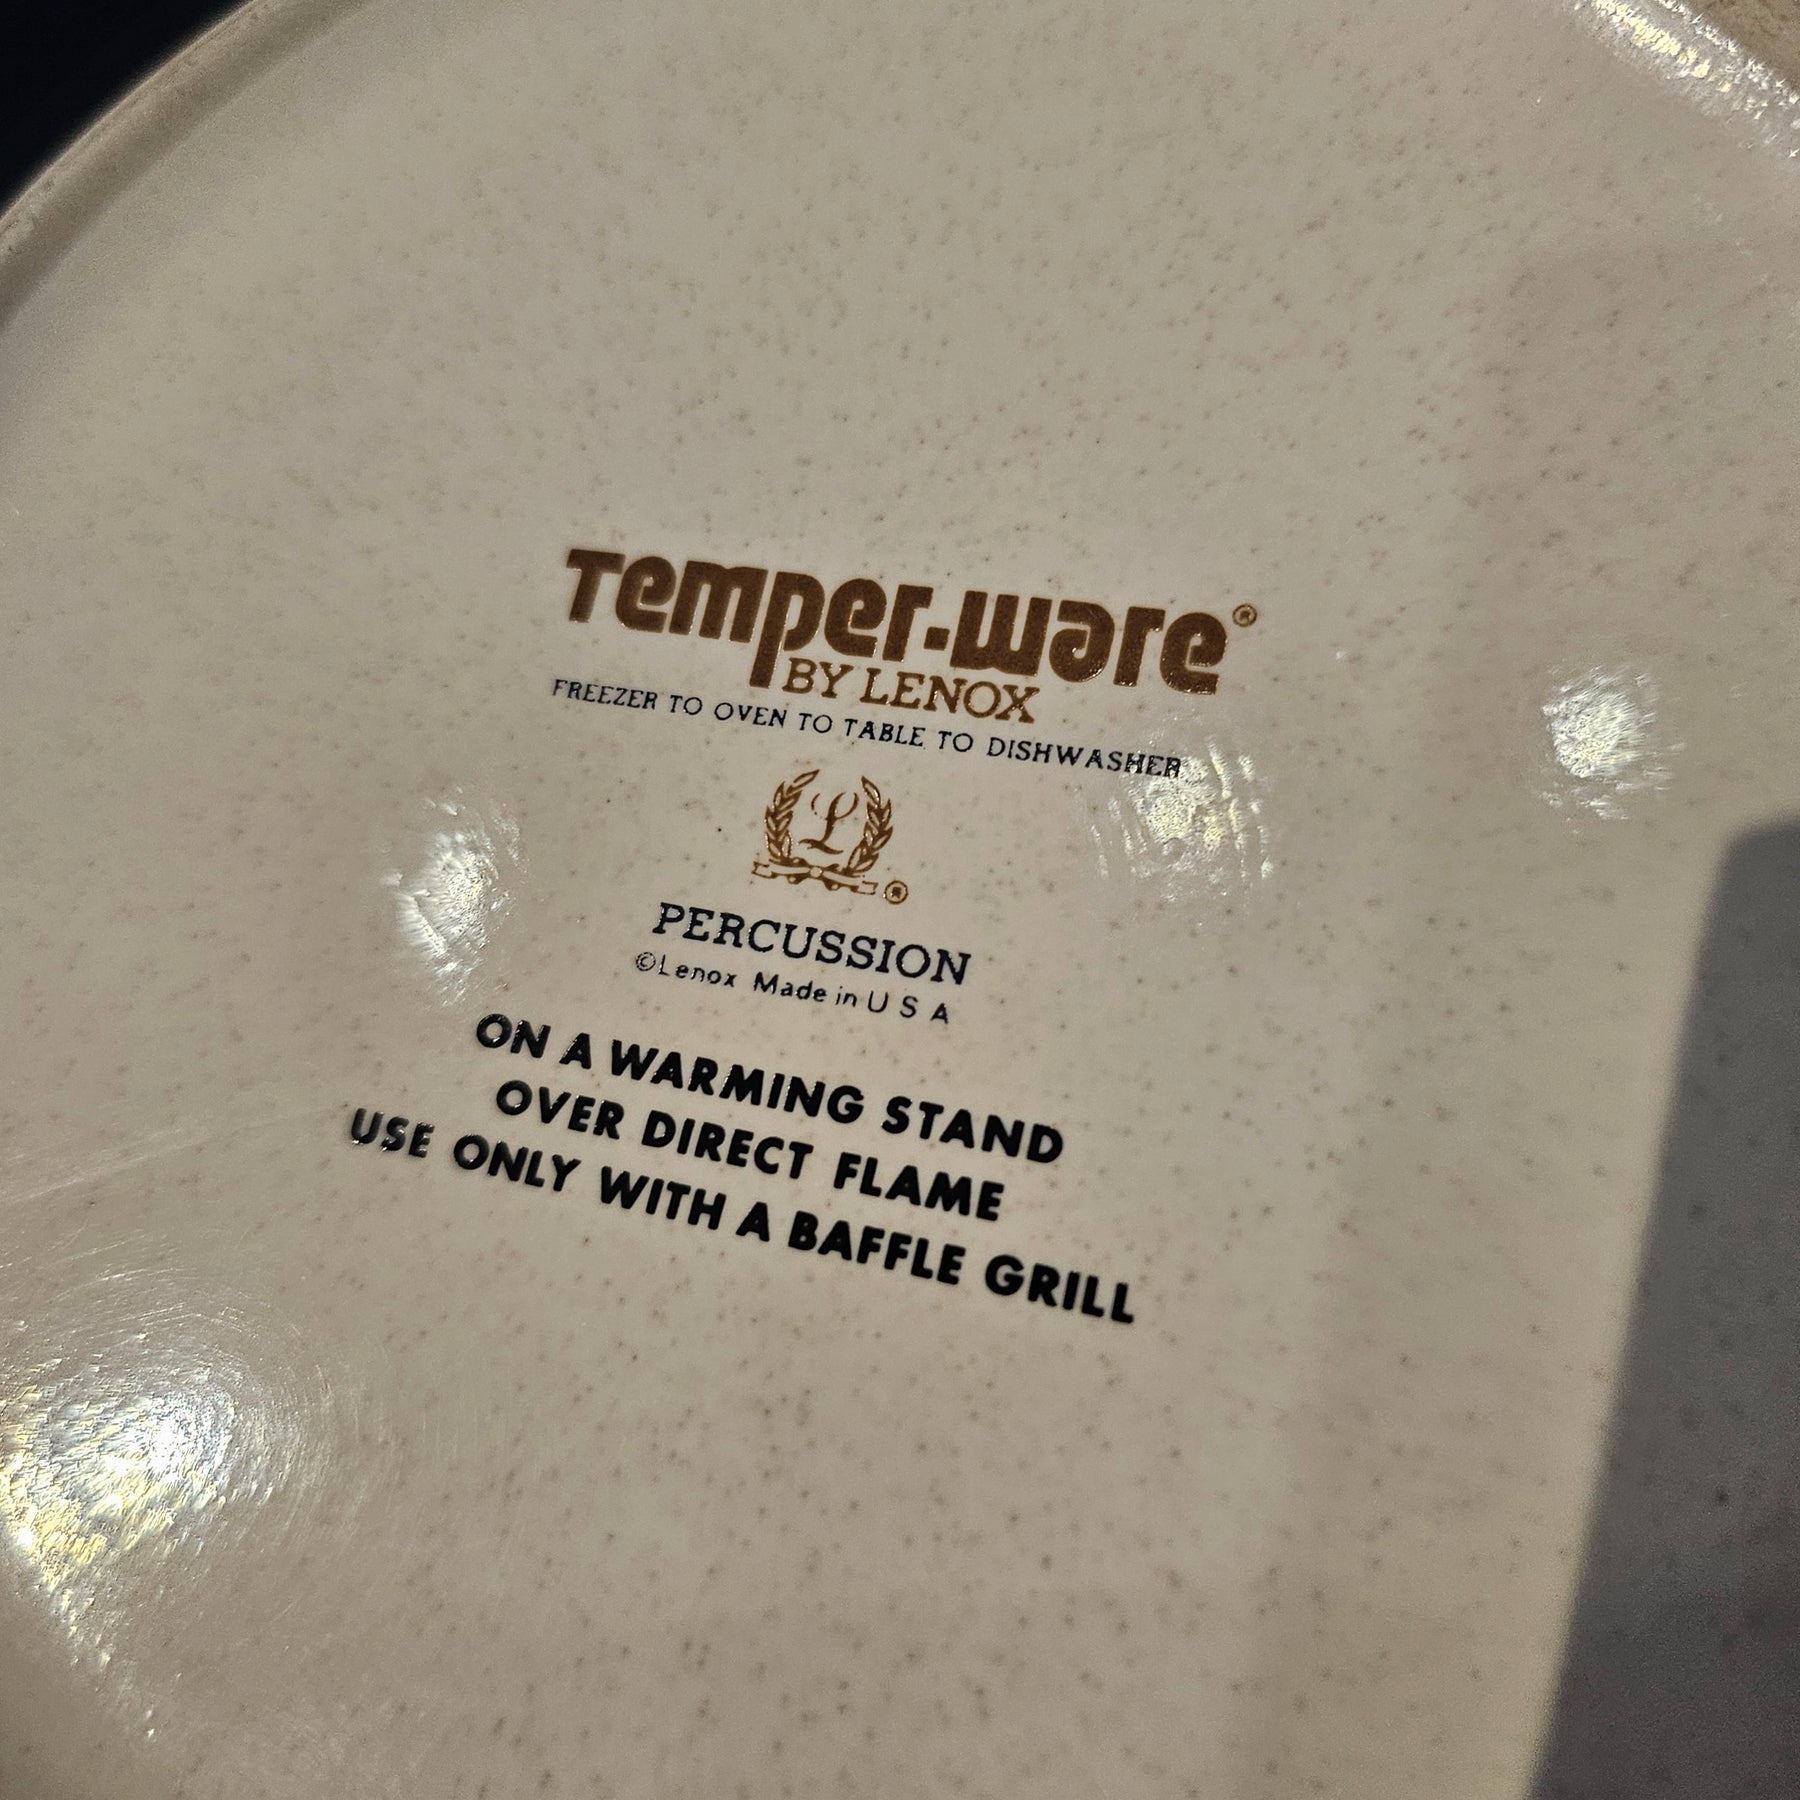 Temper-ware®
BY LENOX
FREEZER TO OVEN TO TABLE TO DISHWASHER
L
®
PERCUSSION
©Lenox Made in U S A
ON A WARMING STAND
OVER DIRECT FLAME
USE ONLY WITH A BAFFLE GRILL